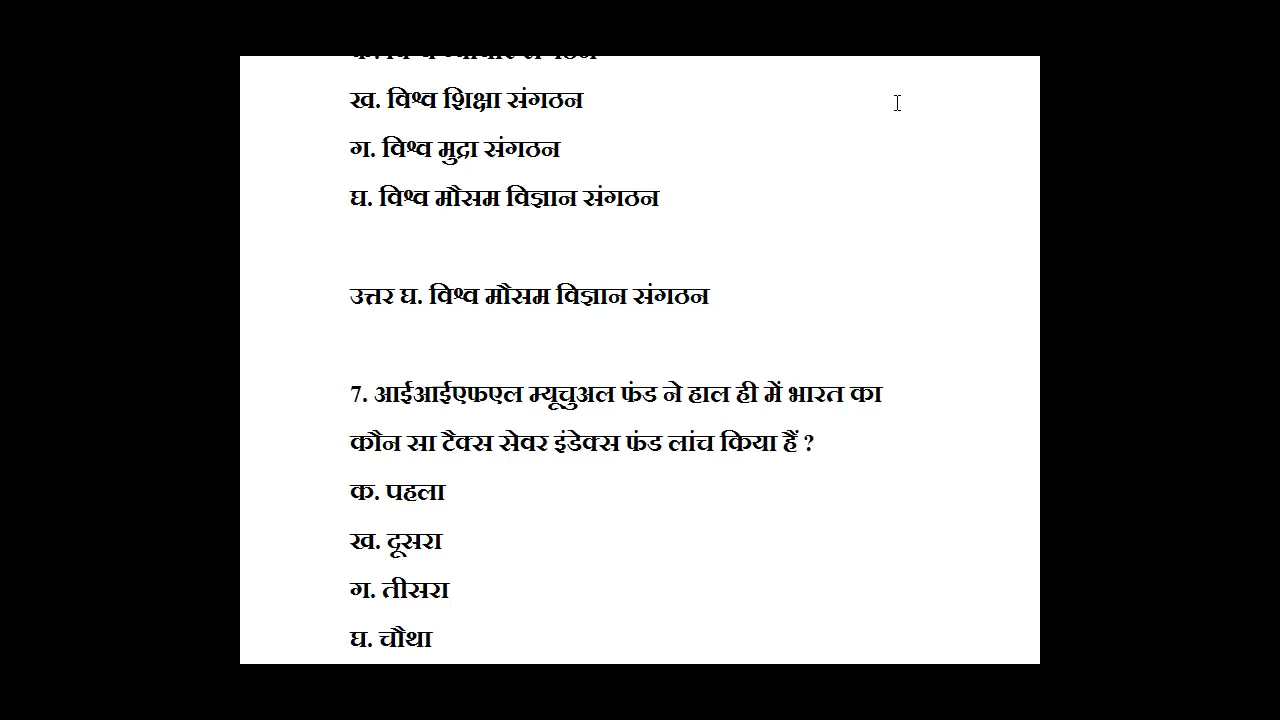 ख. विश्व शिक्षा संगठन
ग. विश्व मुद्रा संगठन
घ. विश्व मौसम विज्ञान संगठन
उत्तर घ. विश्व मौसम विज्ञान संगठन
7. आईआईएफएल म्यूचुअल फंड ने हाल ही में भारत का
कौन सा टैक्स सेवर इंडेक्स फंड लांच किया हैं ?
क. पहला
ख. दूसरा
ग. तीसरा
घ. चौथा